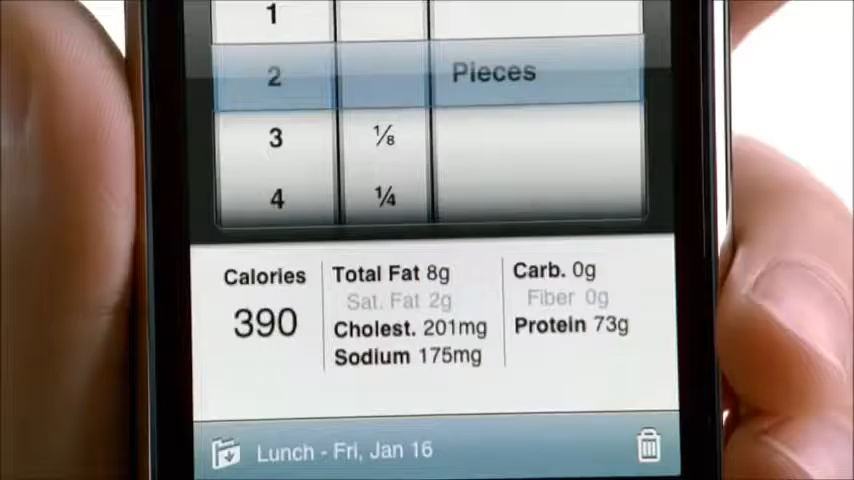 1
2 Pieces
3 ⅛
4 ¼
Calories
390
Total Fat 8g
Sat. Fat 2g
Cholest. 201mg
Sodium 175mg
Carb. 0g
Fiber 0g
Protein 73g
Lunch - Fri, Jan 16